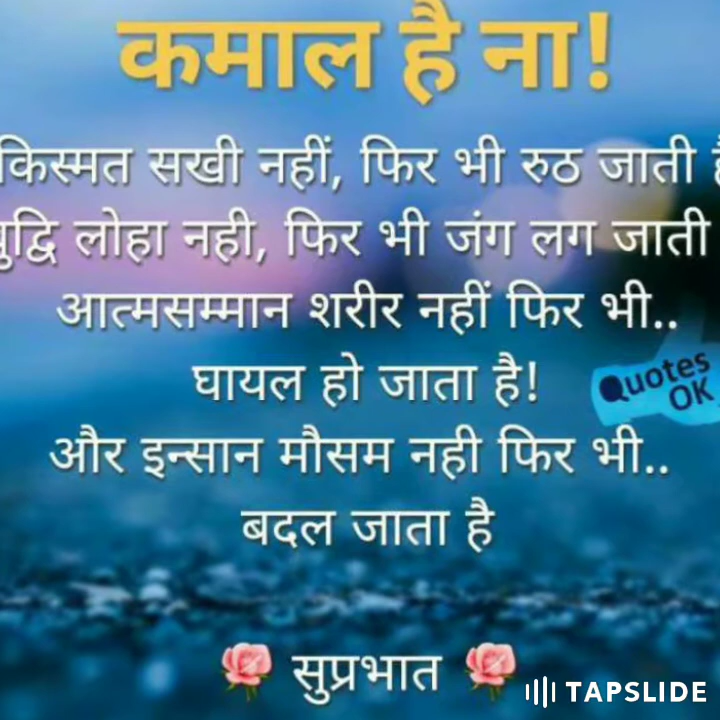 कमाल है ना!
किस्मत सखी नहीं, फिर भी रुठ जाती
लोहा नही, फिर भी जंग लग जाती
आत्मसम्मान शरीर नहीं फिर भी..
घायल हो जाता है!
Quotes
OK
और इन्सान मौसम नही फिर भी..
बदल जाता है
सुप्रभात
TAPSLIDE